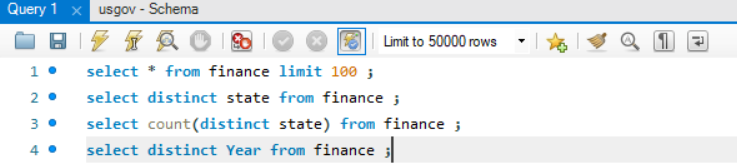 Query 1 usgov - Schema
Limit to 50000 rows
1 select * from finance limit 100 ;
2 select distinct state from finance ;
3 select count(distinct state) from finance ;
4 select distinct Year from finance ;